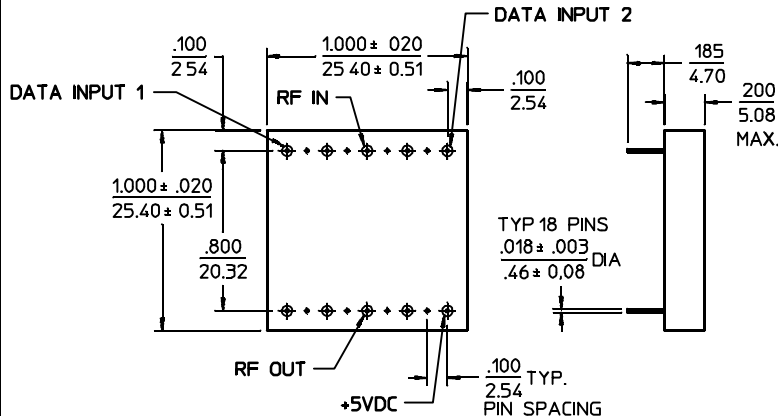 DATA INPUT 2
.100
2 54
1.000 ± 020
25 40 ± 0.51
185
4.70
.100
2.54
DATA INPUT 1
RF IN
200
5.08
MAX.
1.000 ± .020
25.40 ± 0.51
TYP 18 PINS
.018 ± .003
.46 ± 0,08
DIA
.800
20.32
RF OUT
.100
2.54
TYP.
PIN SPACING
+5VDC